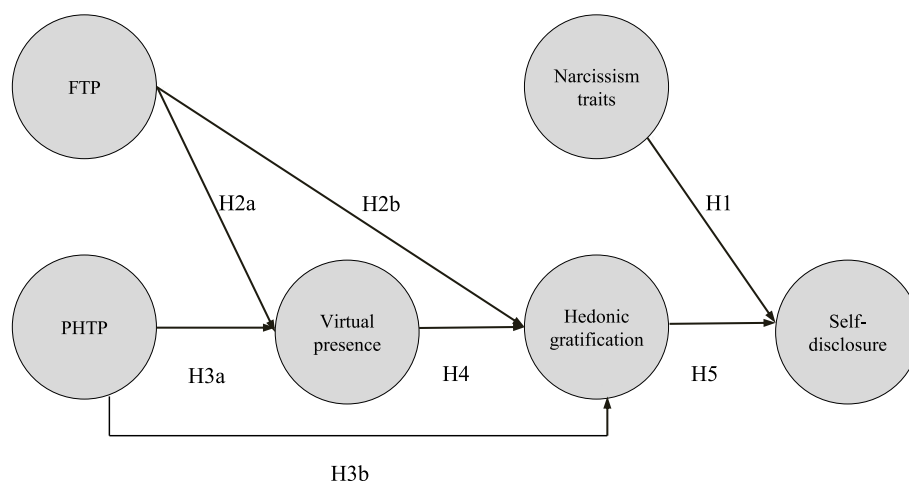 FTP
Narcissism
traits
H2a
H2b
H1
PHTP
Virtual
presence
Hedonic
gratification
Self-
disclosure
H3a
H4
H5
H3b